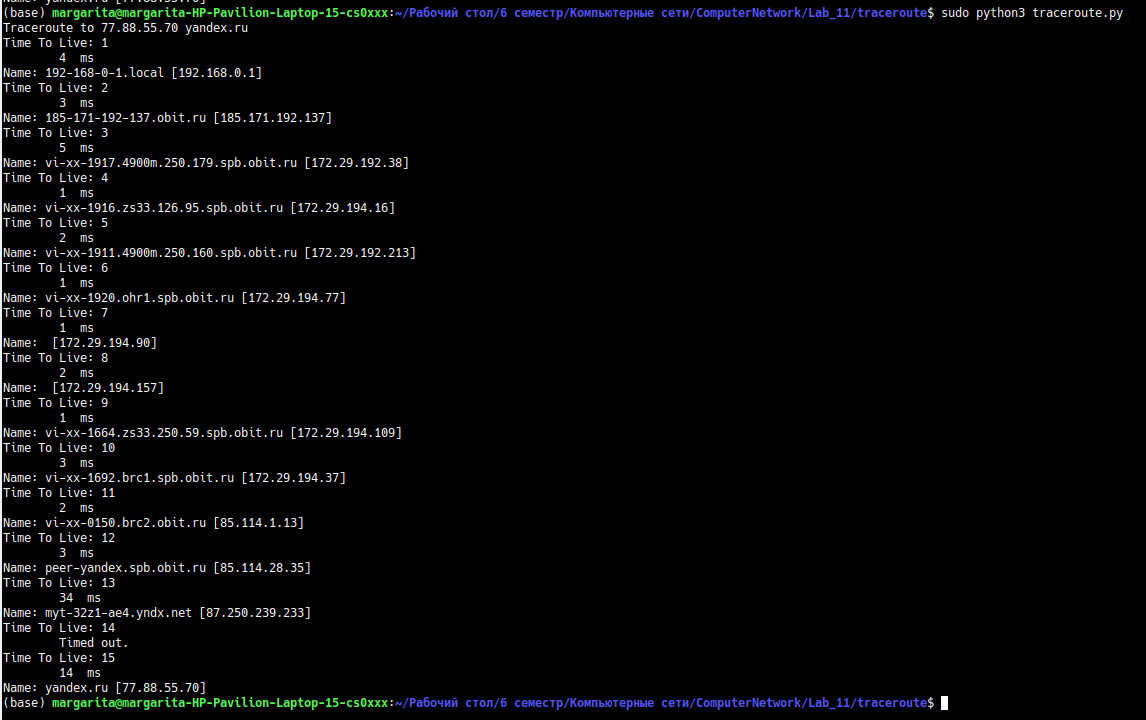 yandex.ru [77.88.55.70]
(base) margarita@margarita-HP-Pavilion-Laptop-15-cs0xxx:~/Рабочий стол/6 семестр/Компьютерные сети/ComputerNetwork/Lab_11/traceroute$ sudo python3 traceroute.py
Traceroute to 77.88.55.70 yandex.ru
Time To Live: 1
4  ms
Name: 192-168-0-1.local [192.168.0.1]
Time To Live: 2
3  ms
Name: 185-171-192-137.obit.ru [185.171.192.137]
Time To Live: 3
5  ms
Name: vi-xx-1917.4900m.250.179.spb.obit.ru [172.29.192.38]
Time To Live: 4
1  ms
Name: vi-xx-1916.zs33.126.95.spb.obit.ru [172.29.194.16]
Time To Live: 5
2  ms
Name: vi-xx-1911.4900m.250.160.spb.obit.ru [172.29.192.213]
Time To Live: 6
1  ms
Name: vi-xx-1920.ohr1.spb.obit.ru [172.29.194.77]
Time To Live: 7
1  ms
Name:  [172.29.194.90]
Time To Live: 8
2  ms
Name:  [172.29.194.157]
Time To Live: 9
1  ms
Name: vi-xx-1664.zs33.250.59.spb.obit.ru [172.29.194.109]
Time To Live: 10
3  ms
Name: vi-xx-1692.brc1.spb.obit.ru [172.29.194.37]
Time To Live: 11
2  ms
Name: vi-xx-0150.brc2.obit.ru [85.114.1.13]
Time To Live: 12
3  ms
Name: peer-yandex.spb.obit.ru [85.114.28.35]
Time To Live: 13
34  ms
Name: myt-32z1-ae4.yndx.net [87.250.239.233]
Time To Live: 14
Timed out.
Time To Live: 15
14  ms
Name: yandex.ru [77.88.55.70]
(base) margarita@margarita-HP-Pavilion-Laptop-15-cs0xxx:~/Рабочий стол/6 семестр/Компьютерные сети/ComputerNetwork/Lab_11/traceroute$